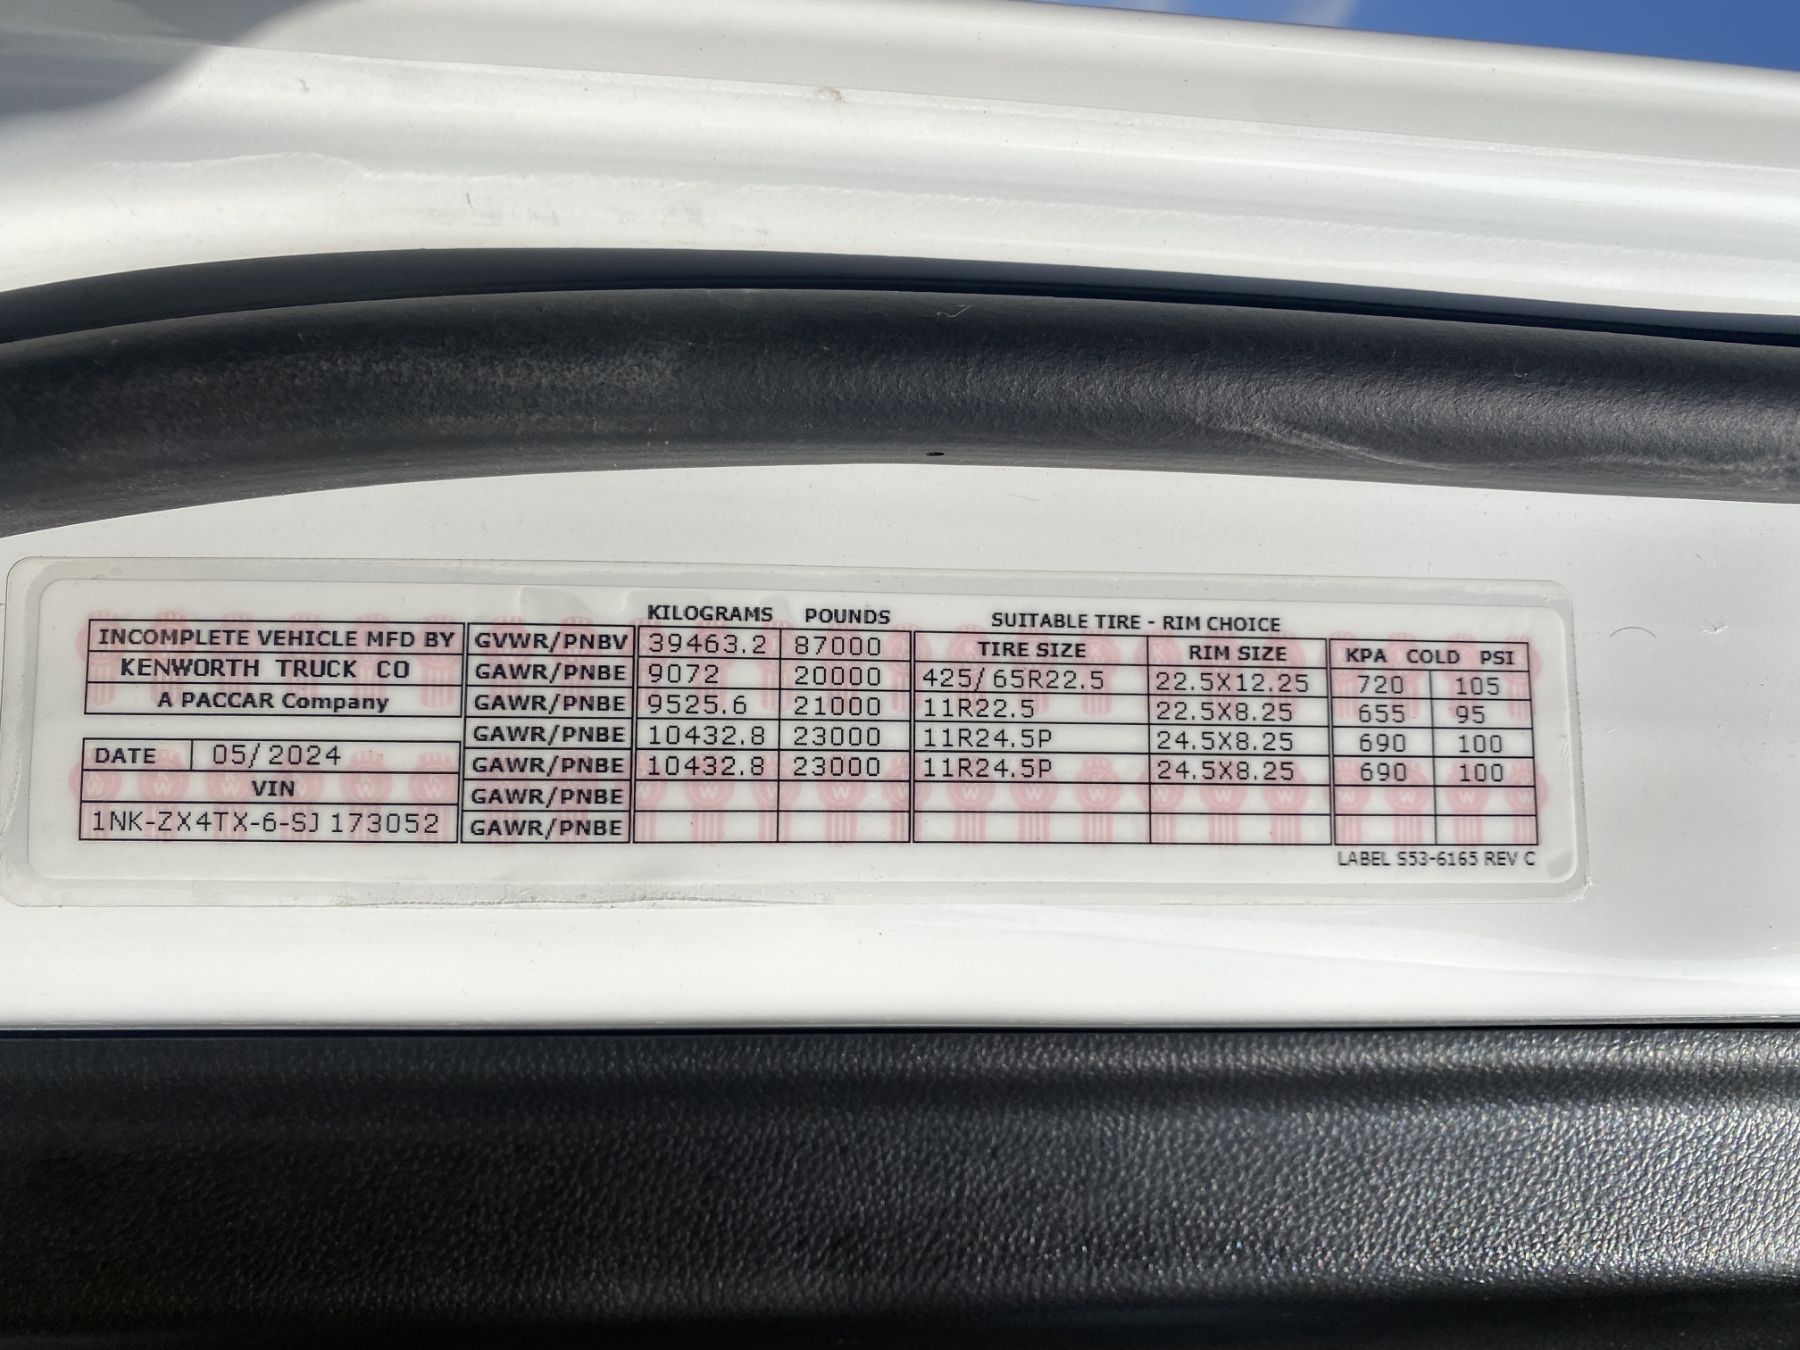 KILOGRAMS POUNDS SUITABLE TIRE - RIM CHOICE
INCOMPLETE VEHICLE MFD BY
KENWORTH TRUCK CO
A PACCAR Company
DATE 05/2024
VIN
1NK-ZX4TX-6-SJ173052
TIRE SIZE RIM SIZE KPA COLD PSI
GVWR/PNBV 39463.2 87000
GAWR/PNBE 9072 20000 425/65R22.5 22.5X12.25 720 105
GAWR/PNBE 9525.6 21000 11R22.5 22.5X8.25 655 95
GAWR/PNBE 10432.8 23000 11R24.5P 24.5X8.25 690 100
GAWR/PNBE 10432.8 23000 11R24.5P 24.5X8.25 690 100
GAWR/PNBE
GAWR/PNBE
LABEL S53-6165 REV C